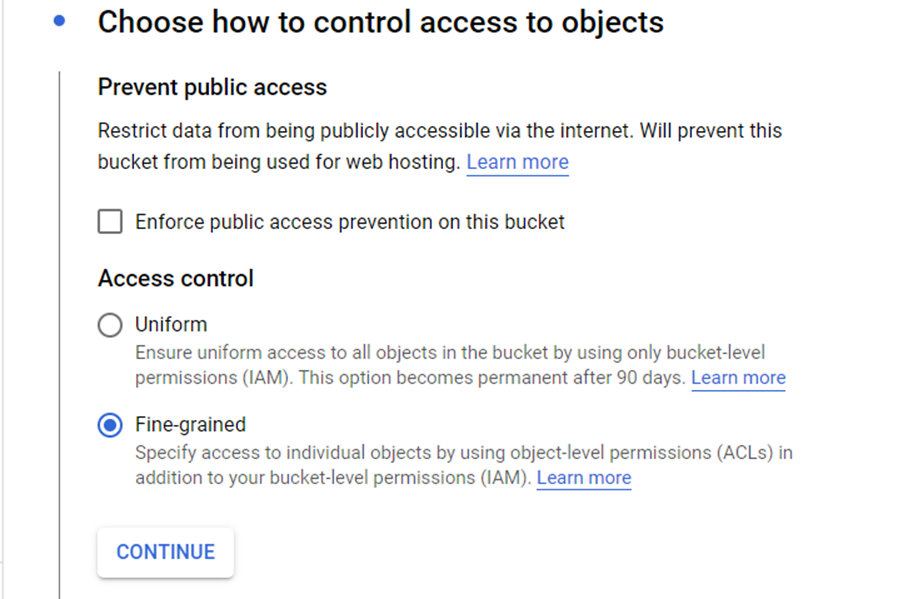 Choose how to control access to objects
Prevent public access
Restrict data from being publicly accessible via the internet. Will prevent this
bucket from being used for web hosting. Learn more
Enforce public access prevention on this bucket
Access control
Uniform
Ensure uniform access to all objects in the bucket by using only bucket-level
permissions (IAM). This option becomes permanent after 90 days. Learn more
Fine-grained
Specify access to individual objects by using object-level permissions (ACLs) in
addition to your bucket-level permissions (IAM). Learn more
CONTINUE